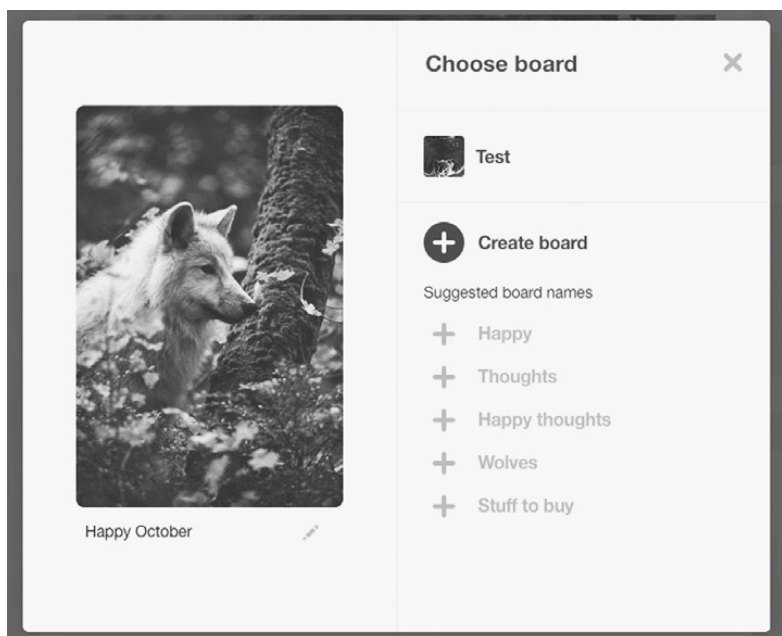 Choose board
Test
Create board
Suggested board names
Happy
Thoughts
Happy thoughts
Wolves
Stuff to buy
Happy October